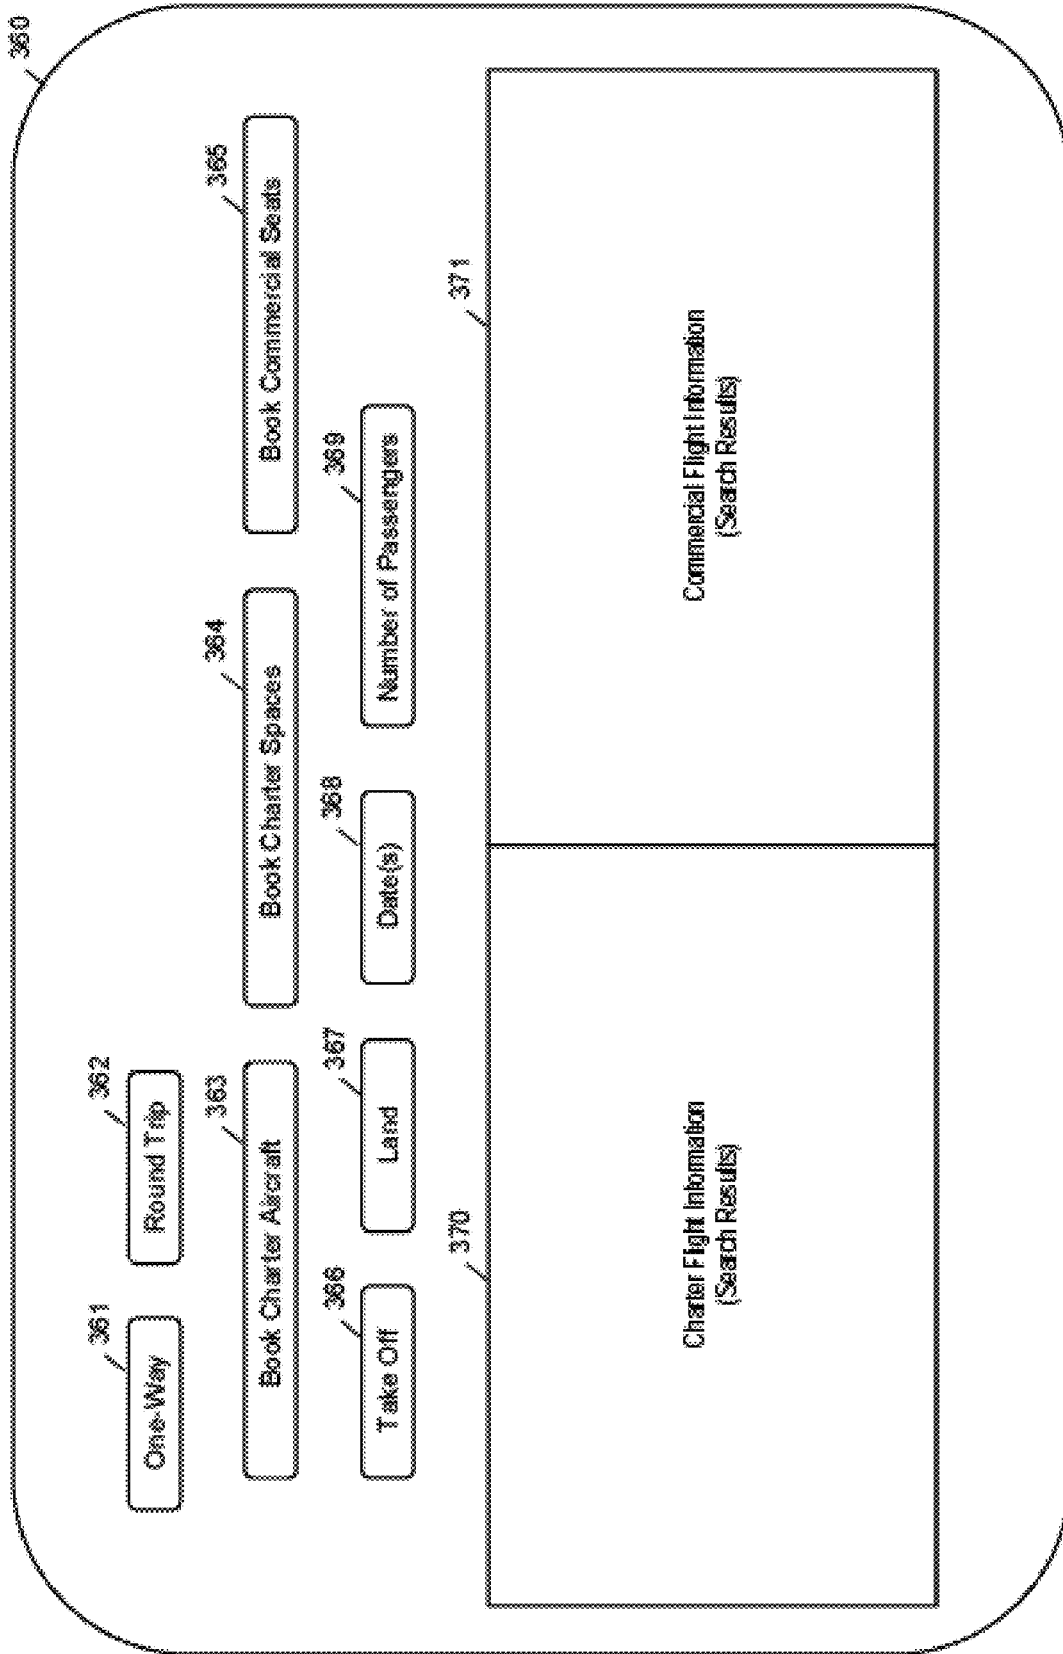 360
361
One-Way
362
Round Trip
363
Book Charter Aircraft
364
Book Charter Spaces
365
Book Commercial Seats
366
Take Off
367
Land
368
Date(s)
369
Number of Passengers
370
Charter Flight Information
(Search Results)
371
Commercial Flight Information
(Search Results)